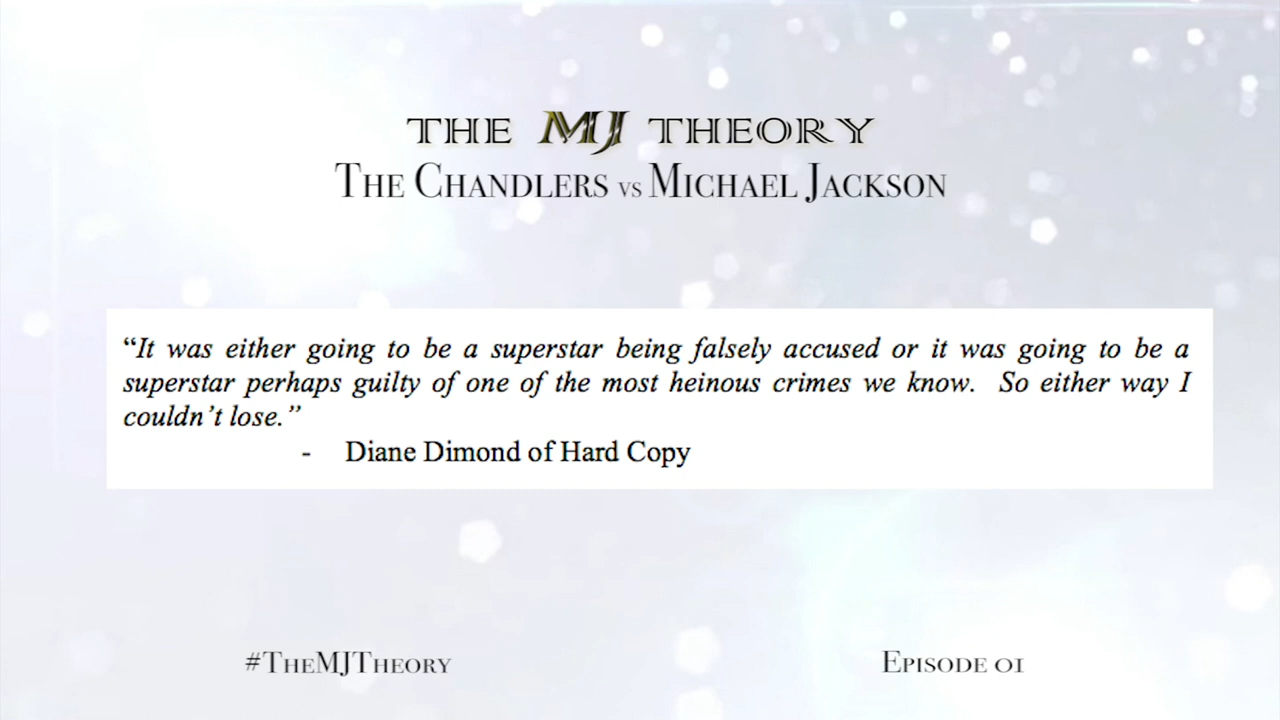 THE MJ THEORY
THE CHANDLERS VS MICHAEL JACKSON
“It was either going to be a superstar being falsely accused or it was going to be a
superstar perhaps guilty of one of the most heinous crimes we know. So either way I
couldn’t lose.”
- Diane Dimond of Hard Copy
#THEMJTHEORY
EPISODE 01